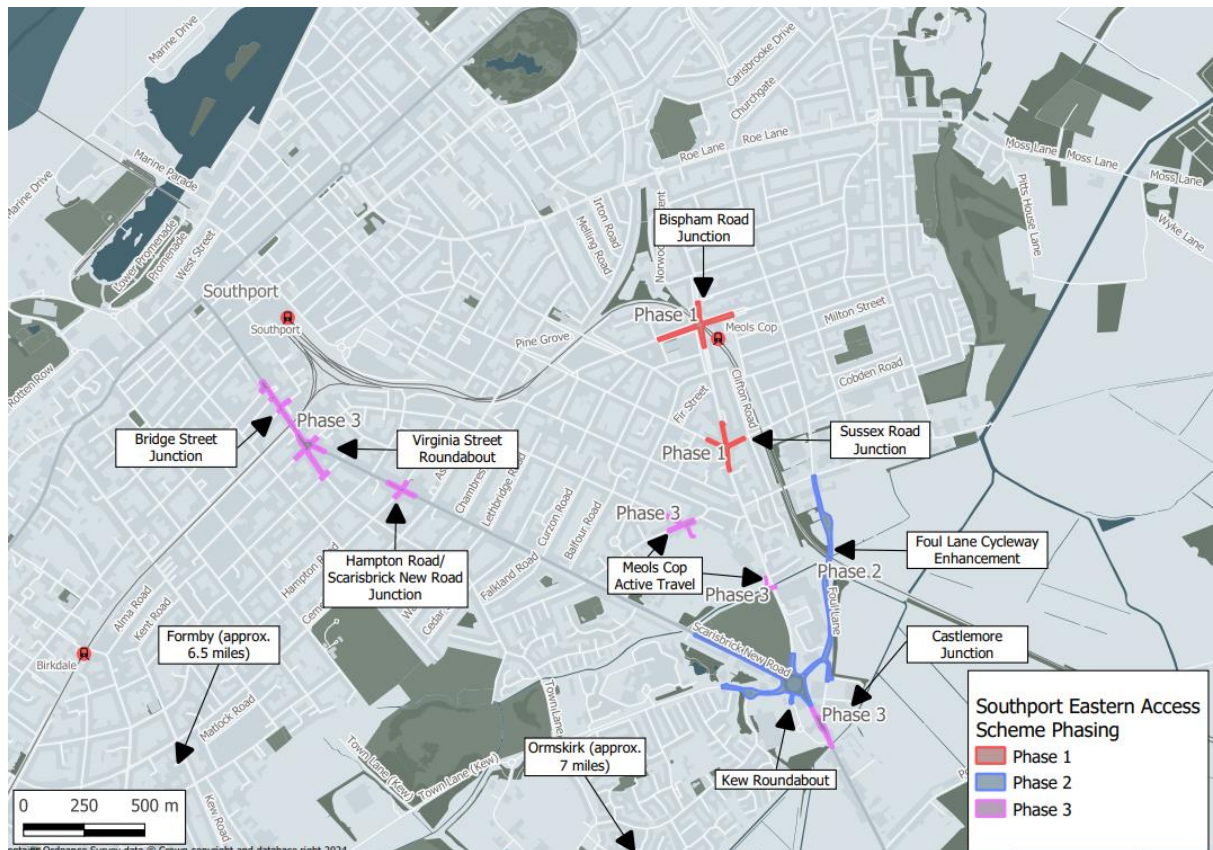 Marine Drive
Marine Drive
Marine Parade
Lower Promenade
Promenade
West Street
Rotten Row
Carisbrooke Drive
Churchgate
Roe Lane
Roe Lane
Moss Lane
Moss Lane
Moss Lane
Pitts House Lane
Wyke Lane
Irton Road
Melling Road
Bispham Road
Junction
Phase 1
Meols Cop
Milton Street
Southport
Southport
Pine Grove
Clifton Road
Cobden Road
Fir Street
Phase 3
Bridge Street
Junction
Virginia Street
Roundabout
Phase 1
Sussex Road
Junction
Chambres
Lethbridge Road
Curzon Road
Balfour Road
Phase 3
Hampton Road/
Scarisbrick New Road
Junction
Meols Cop
Active Travel
Phase 3
Foul Lane Cycleway
Enhancement
Phase 2
Foul Lane
Hampton Road
Falkland Road
Alma Road
Kent Road
Formby (approx.
6.5 miles)
Birkdale
Scarisbrick New Road
Castlemore
Junction
Matlock Road
Town Lane
Phase 3
Ormskirk (approx.
7 miles)
Kew Roundabout
Town Lane (Kew)
Town Lane (Kew)
Kew Road
Southport Eastern Access
Scheme Phasing
Phase 1
Phase 2
Phase 3
0 250 500 m
Ordnance Survey data © Crown copyright and database right 2024